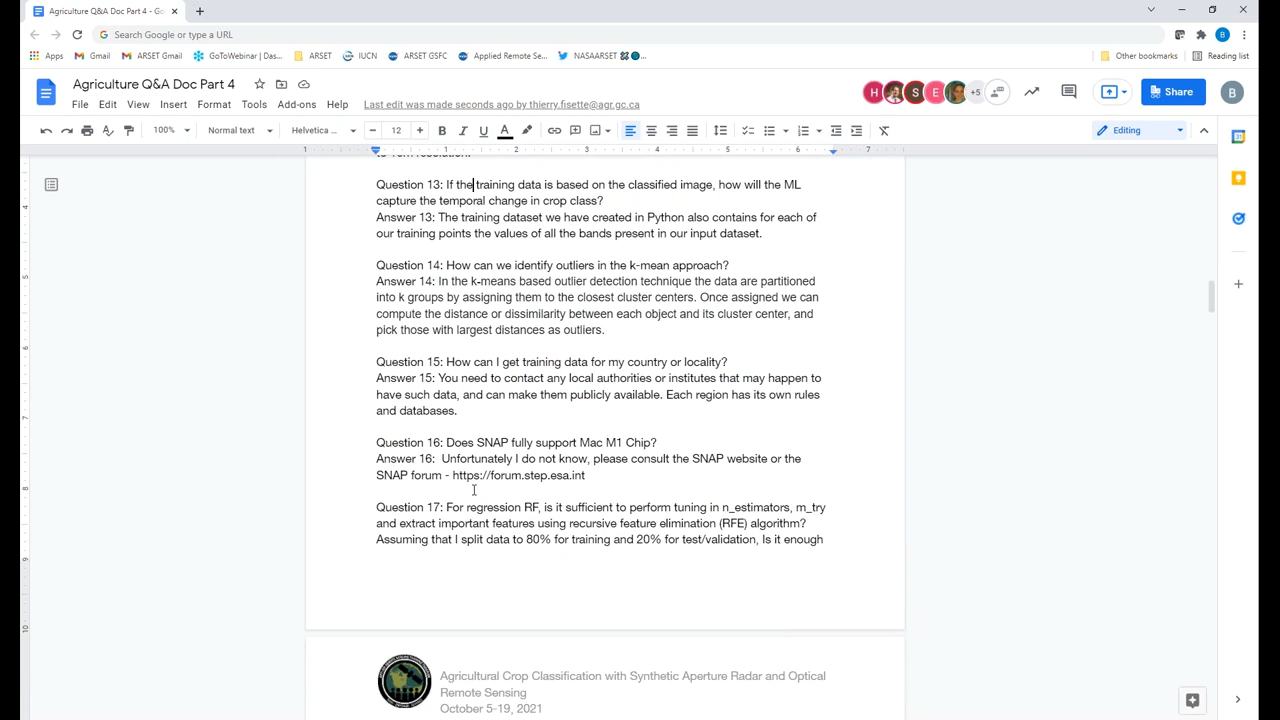 Agriculture Q&A Doc Part 4 - Go
Search Google or type a URL
Apps
Gmail
ARSET Gmail
GoToWebinar | Das...
ARSET
IUCN
ARSET GSFC
Applied Remote Se...
NASAARSET
Other bookmarks
Reading list
Agriculture Q&A Doc Part 4
File Edit View Insert Format Tools Add-ons Help Last edit was made seconds ago by thierry.fisette@agr.gc.ca
H S E +5 Share B
100% Normal text Helvetica ... 12 B I U A Editing
1 1 2 3 4 5 6 7
to 10m resolution.
Question 13: If the training data is based on the classified image, how will the ML
capture the temporal change in crop class?
Answer 13: The training dataset we have created in Python also contains for each of
our training points the values of all the bands present in our input dataset.
Question 14: How can we identify outliers in the k-mean approach?
Answer 14: In the k-means based outlier detection technique the data are partitioned
into k groups by assigning them to the closest cluster centers. Once assigned we can
compute the distance or dissimilarity between each object and its cluster center, and
pick those with largest distances as outliers.
Question 15: How can I get training data for my country or locality?
Answer 15: You need to contact any local authorities or institutes that may happen to
have such data, and can make them publicly available. Each region has its own rules
and databases.
Question 16: Does SNAP fully support Mac M1 Chip?
Answer 16:  Unfortunately I do not know, please consult the SNAP website or the
SNAP forum - https://forum.step.esa.int
Question 17: For regression RF, is it sufficient to perform tuning in n_estimators, m_try
and extract important features using recursive feature elimination (RFE) algorithm?
Assuming that I split data to 80% for training and 20% for test/validation, Is it enough
Agricultural Crop Classification with Synthetic Aperture Radar and Optical
Remote Sensing
October 5-19, 2021